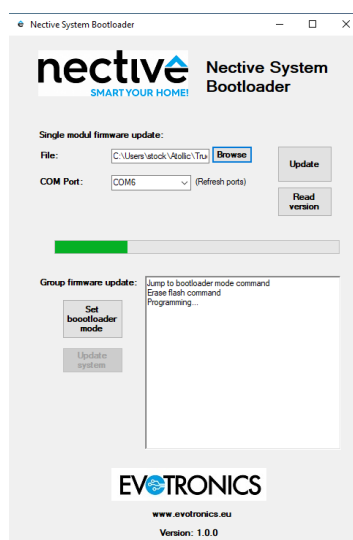 Nective System Bootloader
nective
SMART YOUR HOME!
Nective System
Bootloader
Single modul firmware update:
File:
C:\Users\stock\Atollic\Tru
Browse
Update
COM Port:
COM6
(Refresh ports)
Read
version
Group firmware update:
Jump to bootloader mode command
Erase flash command
Programming...
Set
boootloader
mode
Update
system
EVOTRONICS
www.evotronics.eu
Version: 1.0.0